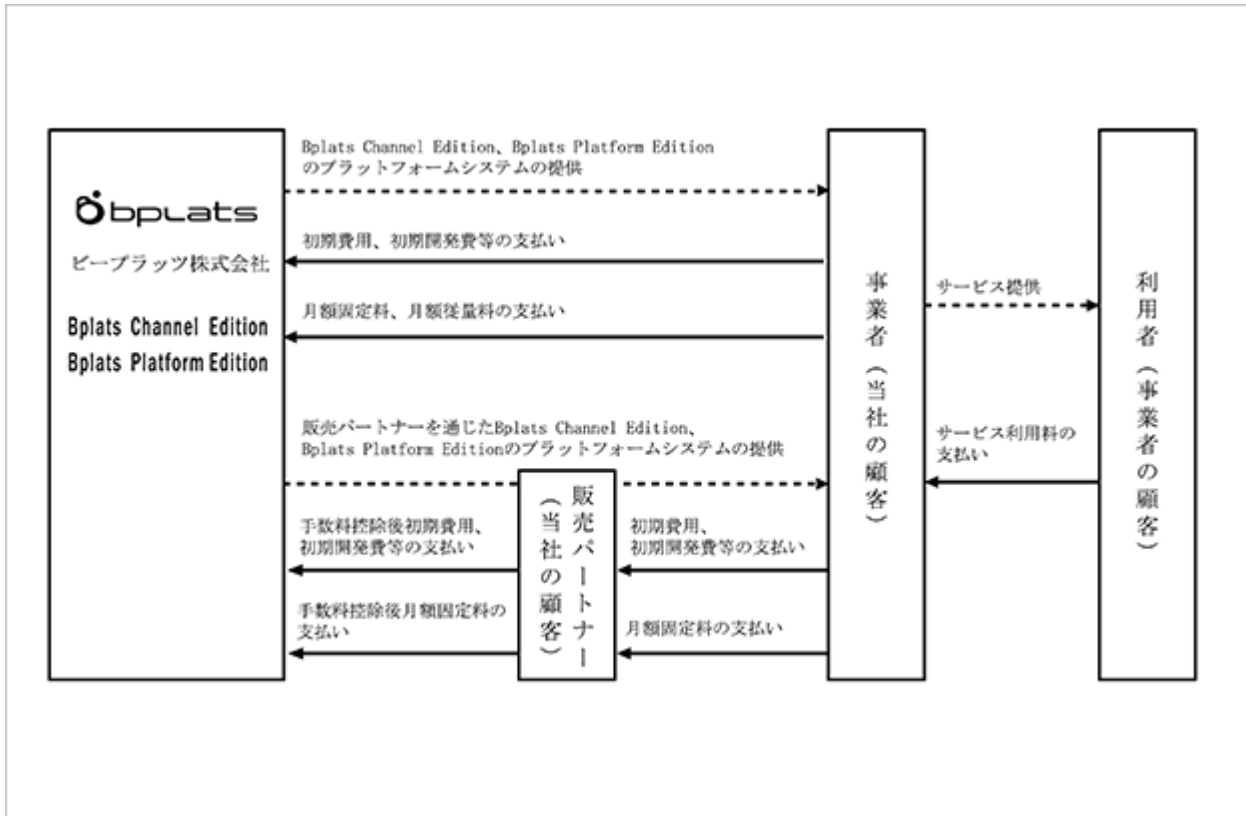 bplats
ビープラッツ株式会社
Bplats Channel Edition
Bplats Platform Edition
Bplats Channel Edition、Bplats Platform Edition
のプラットフォームシステムの提供
初期費用、初期開発費等の支払い
月額固定料、月額従量料の支払い
販売パートナーを通じたBplats Channel Edition、
Bplats Platform Editionのプラットフォームシステムの提供
手数料控除後初期費用、
初期開発費等の支払い
手数料控除後月額固定料の
支払い
販売パートナー
（当社の顧客）
初期費用、
初期開発費等の支払い
月額固定料の支払い
事業者（当社の顧客）
サービス提供
サービス利用料の
支払い
利用者（事業者の顧客）